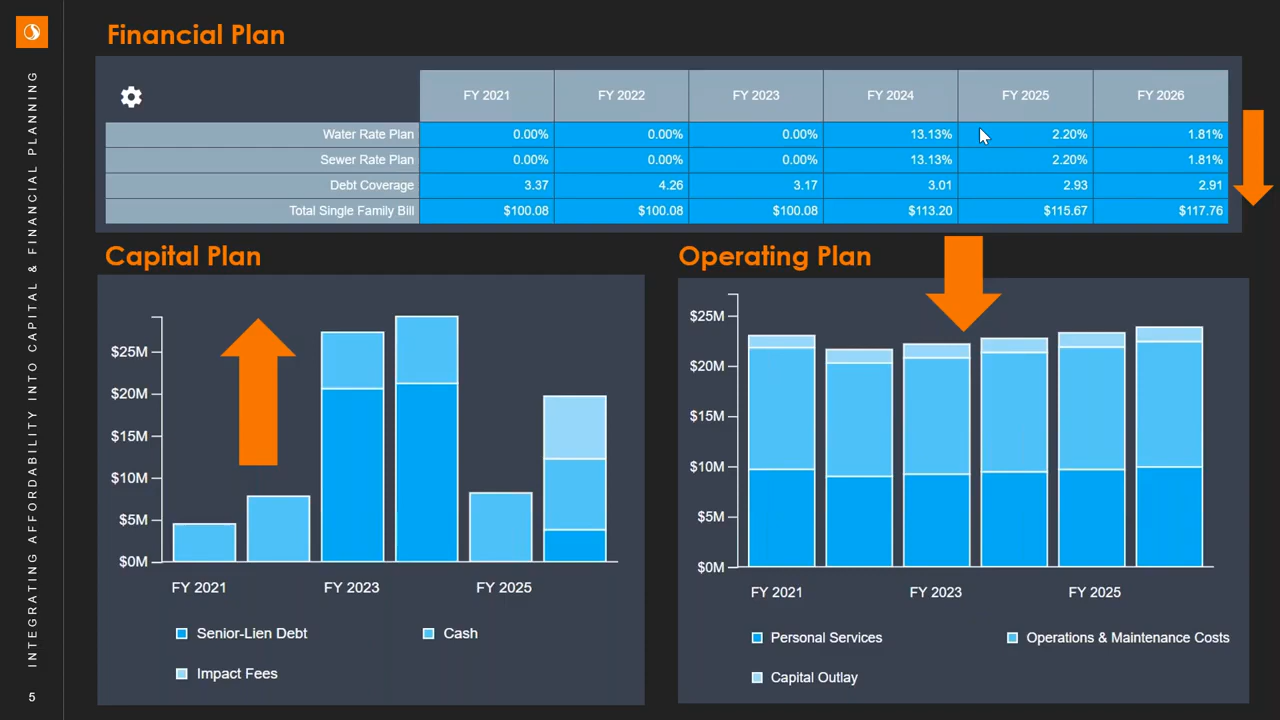 Financial Plan
FY 2021 FY 2022 FY 2023 FY 2024 FY 2025 FY 2026
Water Rate Plan 0.00% 0.00% 0.00% 13.13% 2.20% 1.81%
Sewer Rate Plan 0.00% 0.00% 0.00% 13.13% 2.20% 1.81%
Debt Coverage 3.37 4.26 3.17 3.01 2.93 2.91
Total Single Family Bill $100.08 $100.08 $100.08 $113.20 $115.67 $117.76
Capital Plan
$25M
$20M
$15M
$10M
$5M
$0M
FY 2021 FY 2023 FY 2025
Senior-Lien Debt Cash
Impact Fees
Operating Plan
$25M
$20M
$15M
$10M
$5M
$0M
FY 2021 FY 2023 FY 2025
Personal Services Operations & Maintenance Costs
Capital Outlay
INTEGRATING AFFORDABILITY INTO CAPITAL & FINANCIAL PLANNING
5